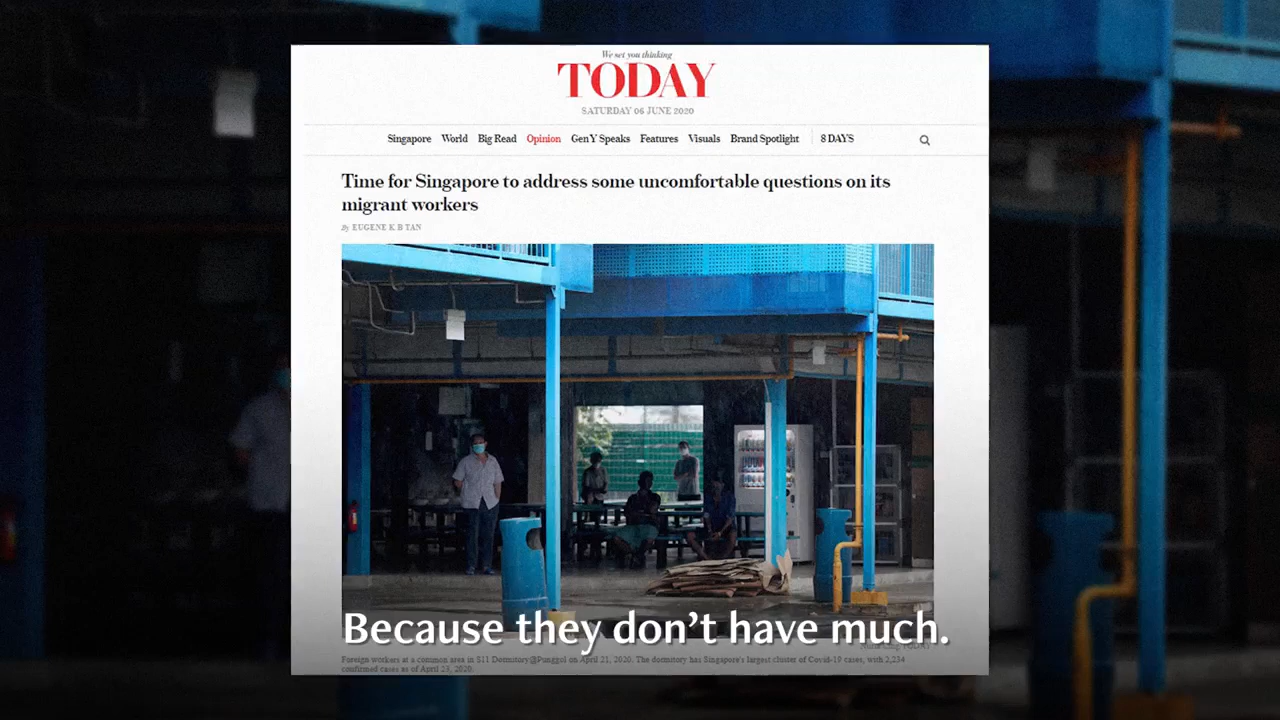 We set you thinking
TODAY
SATURDAY 06 JUNE 2020
Singapore World Big Read Opinion Gen Y Speaks Features Visuals Brand Spotlight 8 DAYS
Time for Singapore to address some uncomfortable questions on its
migrant workers
By EUGENE K. B TAN
Because they don't have much.
TODAY
Foreign workers at a common area in S11 Dormitory@Punggol on April 21, 2020. The dormitory has Singapore's largest cluster of Covid-19 cases, with 2,234
confirmed cases as of April 23, 2020.